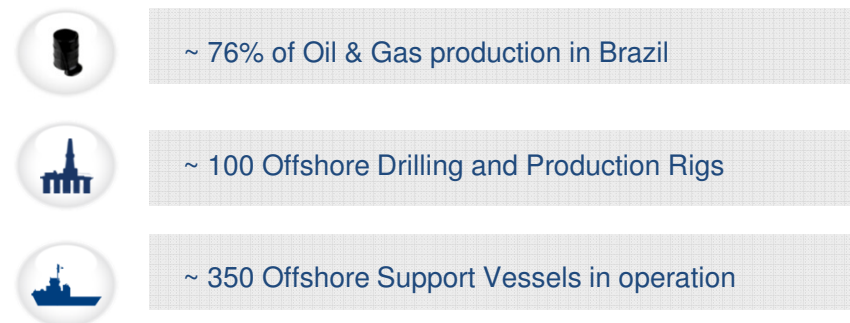 ~ 76% of Oil & Gas production in Brazil
~ 100 Offshore Drilling and Production Rigs
~ 350 Offshore Support Vessels in operation